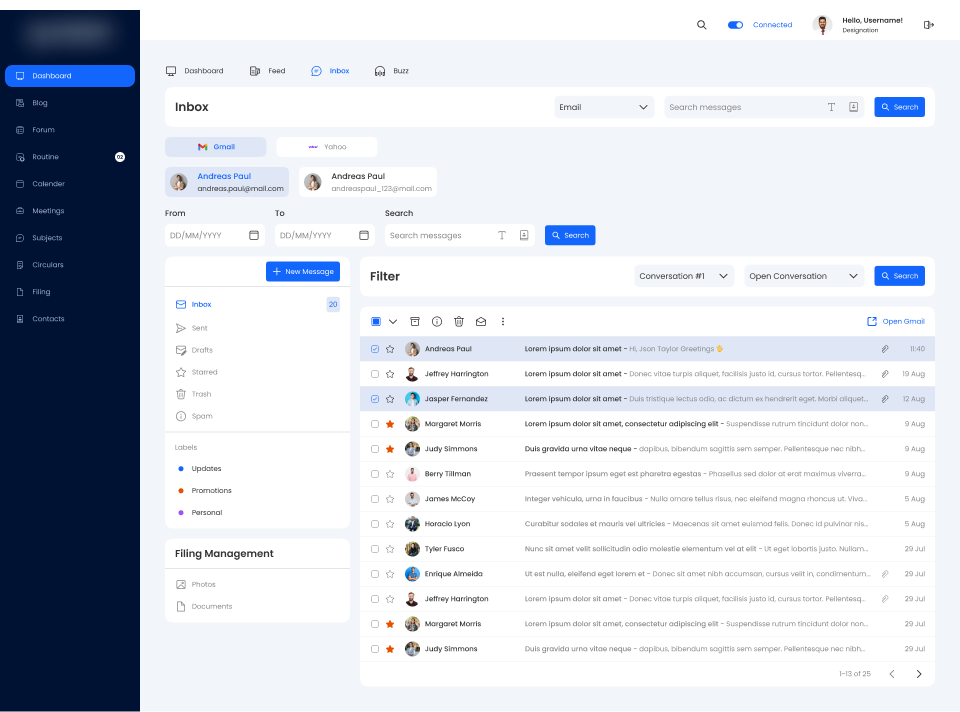 Hello, Username!
Connected
Designation
Dashboard
Blog
Forum
Routine
02
Calender
Meetings
Subjects
Circulars
Filing
Contacts
Dashboard
Feed
Inbox
Buzz
Inbox
Email
Search messages
Search
Gmail
Yahoo
Andreas Paul
andreas.paul@mail.com
Andreas Paul
andreaspaul_123@mail.com
From
To
Search
DD/MM/YYYY
DD/MM/YYYY
Search messages
Search
New Message
Inbox
20
Sent
Drafts
Starred
Trash
Spam
Labels
Updates
Promotions
Personal
Filing Management
Photos
Documents
Filter
Conversation #1
Open Conversation
Search
Open Gmail
Andreas Paul Lorem ipsum dolor sit amet - Hi, Json Taylor Greetings 11:40
Jeffrey Harrington Lorem ipsum dolor sit amet - Donec vitae turpis aliquet, facilisis justo id, cursus tortor. Pellentesq... 19 Aug
Jasper Fernandez Lorem ipsum dolor sit amet - Duis tristique lectus odio, ac dictum ex hendrerit eget. Morbi aliquet... 12 Aug
Margaret Morris Lorem ipsum dolor sit amet, consectetur adipiscing elit - Suspendisse rutrum tincidunt dolor non... 9 Aug
Judy Simmons Duis gravida urna vitae neque - dapibus, bibendum sagittis sem semper. Pellentesque nec nibh... 9 Aug
Berry Tillman Praesent tempor ipsum eget est pharetra egestas - Phasellus sed dolor at erat maximus viverra... 9 Aug
James McCoy Integer vehicula, urna in faucibus - Nulla ornare tellus risus, nec eleifend magna rhoncus ut. Viva... 5 Aug
Horacio Lyon Curabitur sodales et mauris vel ultricies - Maecenas sit amet euismod felis. Donec id pulvinar nis... 5 Aug
Tyler Fusco Nunc sit amet velit sollicitudin odio molestie elementum vel at elit - Ut eget lobortis justo. Nullam... 29 Jul
Enrique Almeida Ut est nulla, eleifend eget lorem et - Donec sit amet nibh accumsan, cursus velit in, condimentum... 29 Jul
Jeffrey Harrington Lorem ipsum dolor sit amet - Donec vitae turpis aliquet, facilisis justo id, cursus tortor. Pellentesq... 29 Jul
Margaret Morris Lorem ipsum dolor sit amet, consectetur adipiscing elit - Suspendisse rutrum tincidunt dolor non... 29 Jul
Judy Simmons Duis gravida urna vitae neque - dapibus, bibendum sagittis sem semper. Pellentesque nec nibh... 29 Jul
1-13 of 25